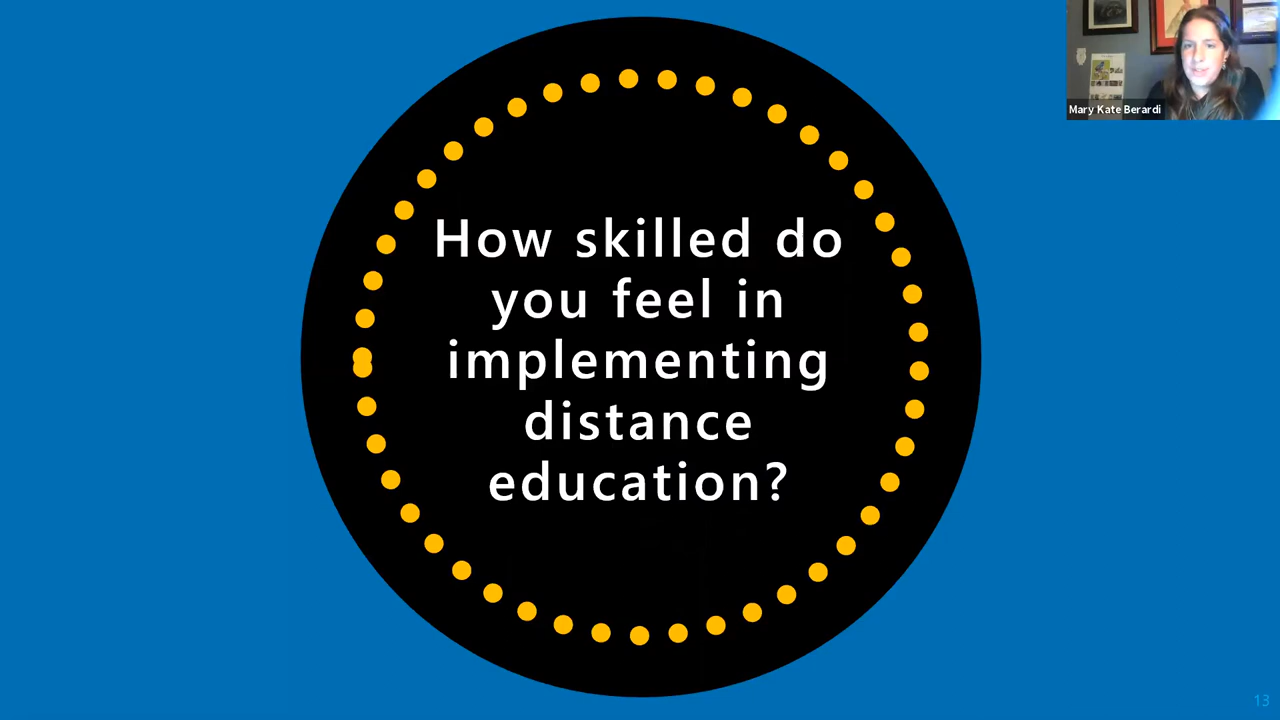 Mary Kate Berardi
How skilled do
you feel in
implementing
distance
education?
13